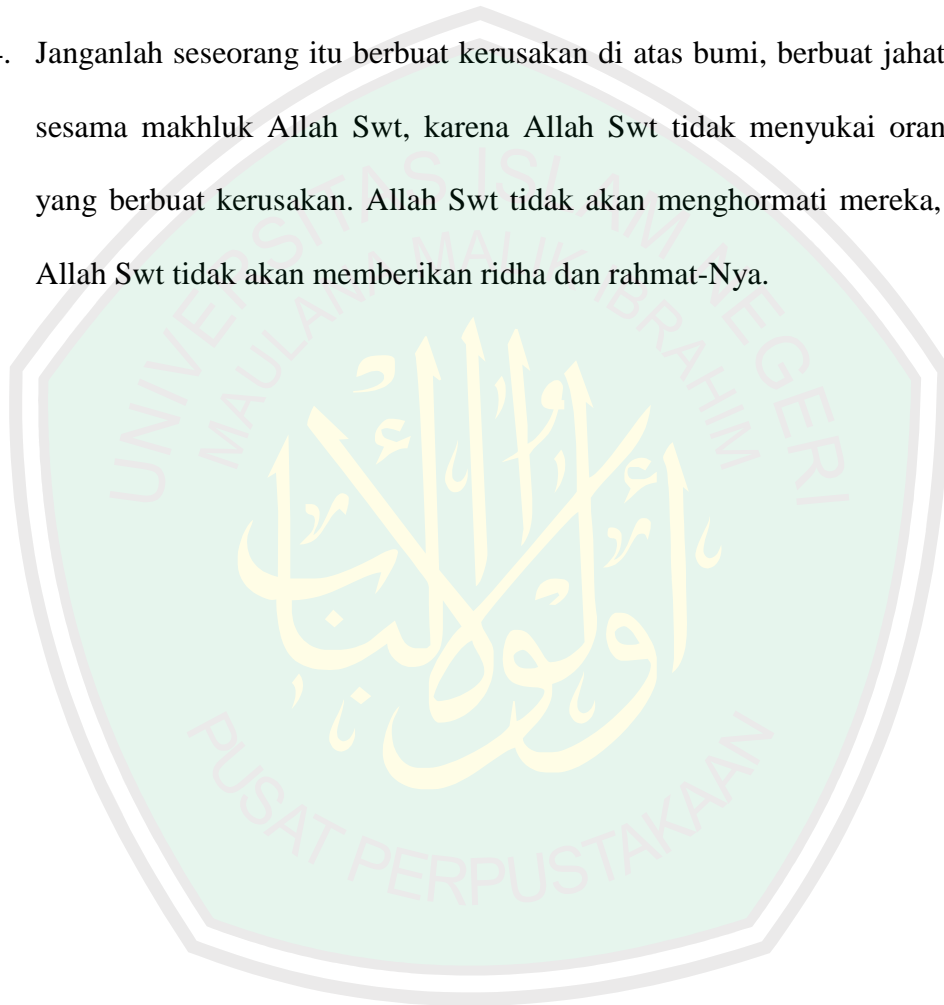 . Janganlah seseorang itu berbuat kerusakan di atas bumi, berbuat jahat
sesama makhluk Allah Swt, karena Allah Swt tidak menyukai oran
yang berbuat kerusakan. Allah Swt tidak akan menghormati mereka,
Allah Swt tidak akan memberikan ridha dan rahmat-Nya.
UNIVERSITAS ISLAM NEGERI
MAULANA MALIK IBRAHIM
أولوا الألباب
PUSAT PERPUSTAKAAN